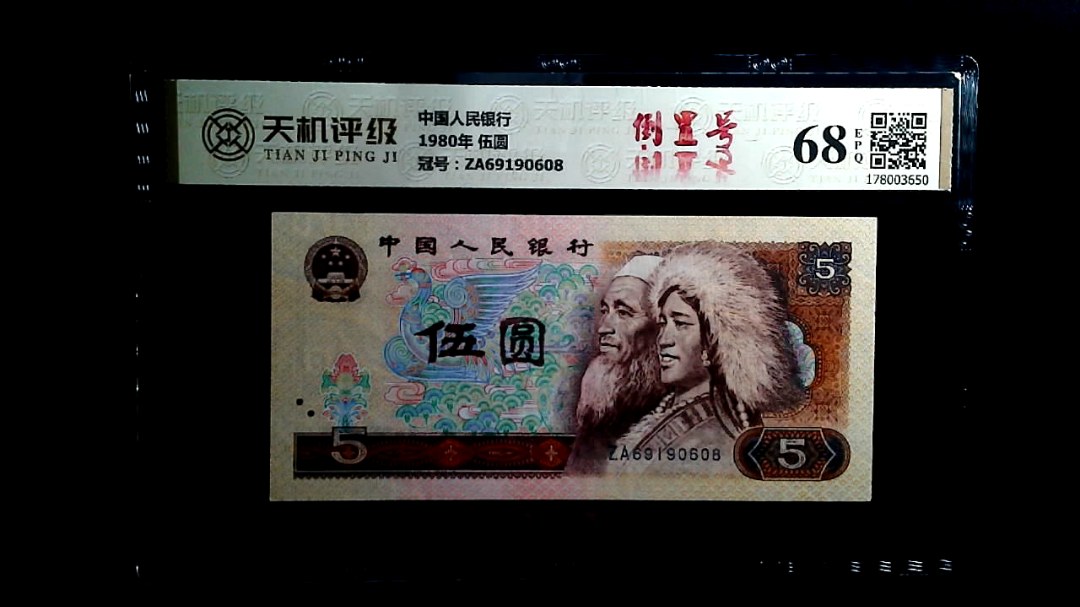 天机评级
TIAN JI PING JI
中国人民银行
1980年 伍圆
冠号：ZA69190608
倒置号
68
EPQ
178003650
中国人民银行
5
伍圆
5
ZA69190608
5